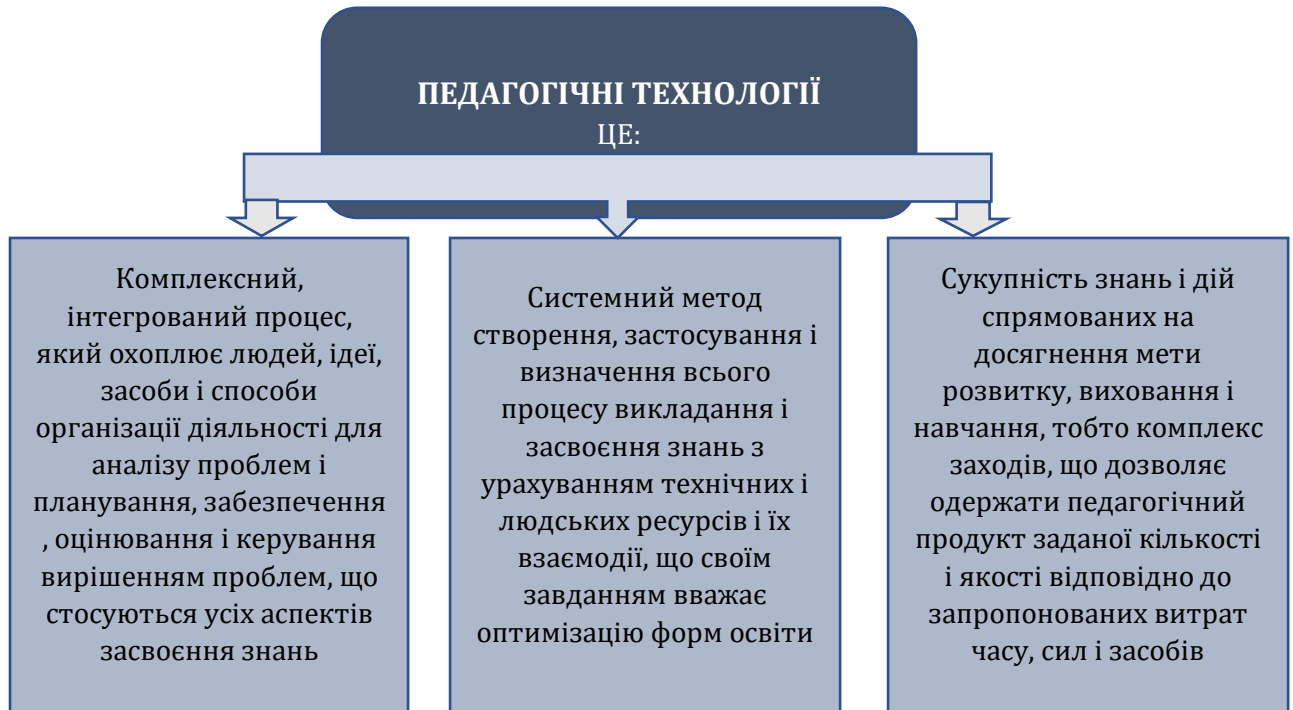 ПЕДАГОГІЧНІ ТЕХНОЛОГІЇ
ЦЕ:
Комплексний,
інтегрований процес,
який охоплює людей, ідеї,
засоби і способи
організації діяльності для
аналізу проблем і
планування, забезпечення
, оцінювання і керування
вирішенням проблем, що
стосуються усіх аспектів
засвоєння знань
Системний метод
створення, застосування і
визначення всього
процесу викладання і
засвоєння знань з
урахуванням технічних і
людських ресурсів і їх
взаємодії, що своїм
завданням вважає
оптимізацію форм освіти
Сукупність знань і дій
спрямованих на
досягнення мети
розвитку, виховання і
навчання, тобто комплекс
заходів, що дозволяє
одержати педагогічний
продукт заданої кількості
і якості відповідно до
запропонованих витрат
часу, сил і засобів